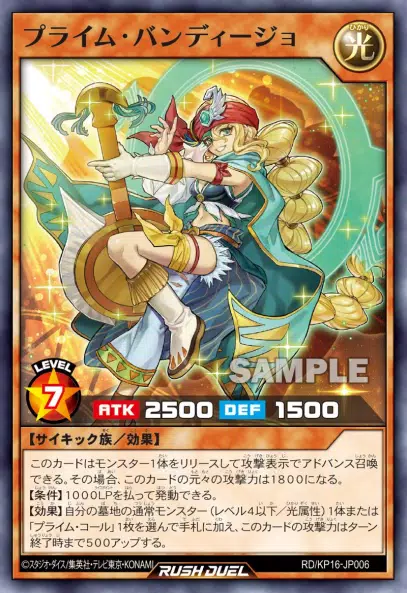 プライム・バンディージョ
ひかり
光
SAMPLE
LEVEL
7
ATK 2500 DEF 1500
【サイキック族／効果】
このカードはモンスター1体をリリースして攻撃表示でアドバンス召喚
できる。その場合、このカードの元々の攻撃力は1800になる。
【条件】1000LPを払って発動できる。
【効果】自分の墓地の通常モンスター（レベル4以下／光属性）1体または
「プライム・コール」1枚を選んで手札に加え、このカードの攻撃力はターン
終了時まで500アップする。
©スタジオ・ダイス/集英社・テレビ東京・KONAMI
RUSH DUEL
RD/KP16-JP006